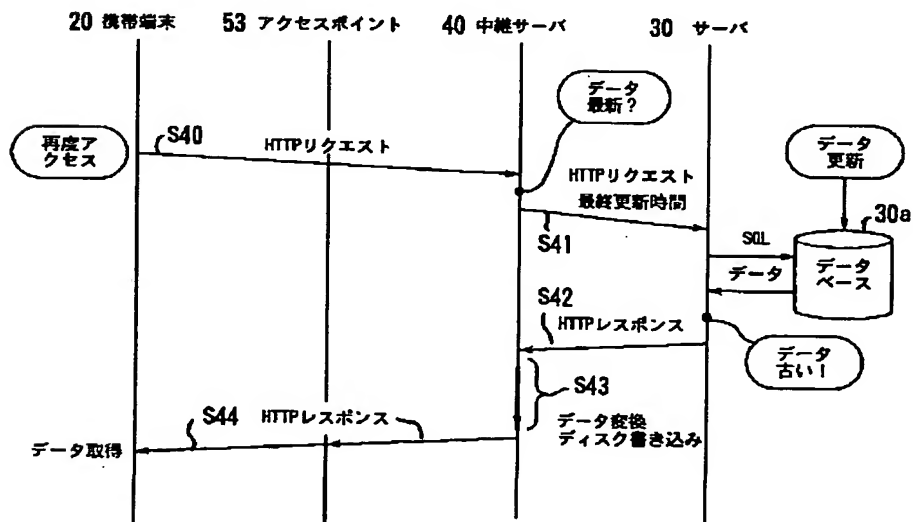 20 携帯端末
53 アクセスポイント
40 中継サーバ
30 サーバ
データ
最新?
再度ア
クセス
S40
HTTPリクエスト
データ
更新
HTTPリクエスト
最終更新時間
S41
30a
SQL
データ
データ
ベース
S42
HTTPレスポンス
データ
古い!
S43
データ変換
ディスク書き込み
S44
HTTPレスポンス
データ取得